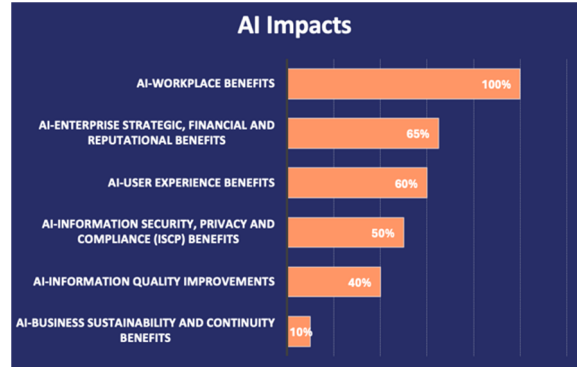 AI Impacts
AI-WORKPLACE BENEFITS
100%
AI-ENTERPRISE STRATEGIC, FINANCIAL AND
REPUTATIONAL BENEFITS
65%
AI-USER EXPERIENCE BENEFITS
60%
AI-INFORMATION SECURITY, PRIVACY AND
COMPLIANCE (ISCP) BENEFITS
50%
AI-INFORMATION QUALITY IMPROVEMENTS
40%
AI-BUSINESS SUSTAINABILITY AND CONTINUITY
BENEFITS
10%